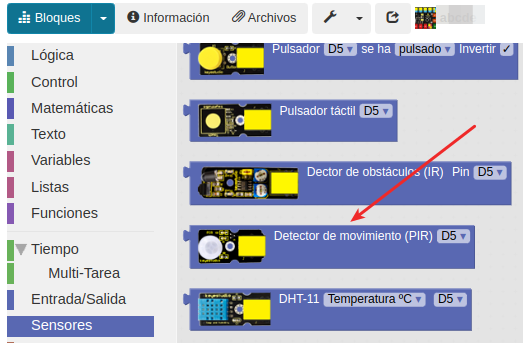 Bloques
Información
Archivos
Lógica
Control
Matemáticas
Texto
Variables
Listas
Funciones
Tiempo
Multi-Tarea
Entrada/Salida
Sensores
Pulsador D5 se ha pulsado Invertir
Pulsador táctil D5
Dector de obstáculos (IR) Pin D5
Detector de movimiento (PIR) D5
DHT-11 Temperatura ºC D5